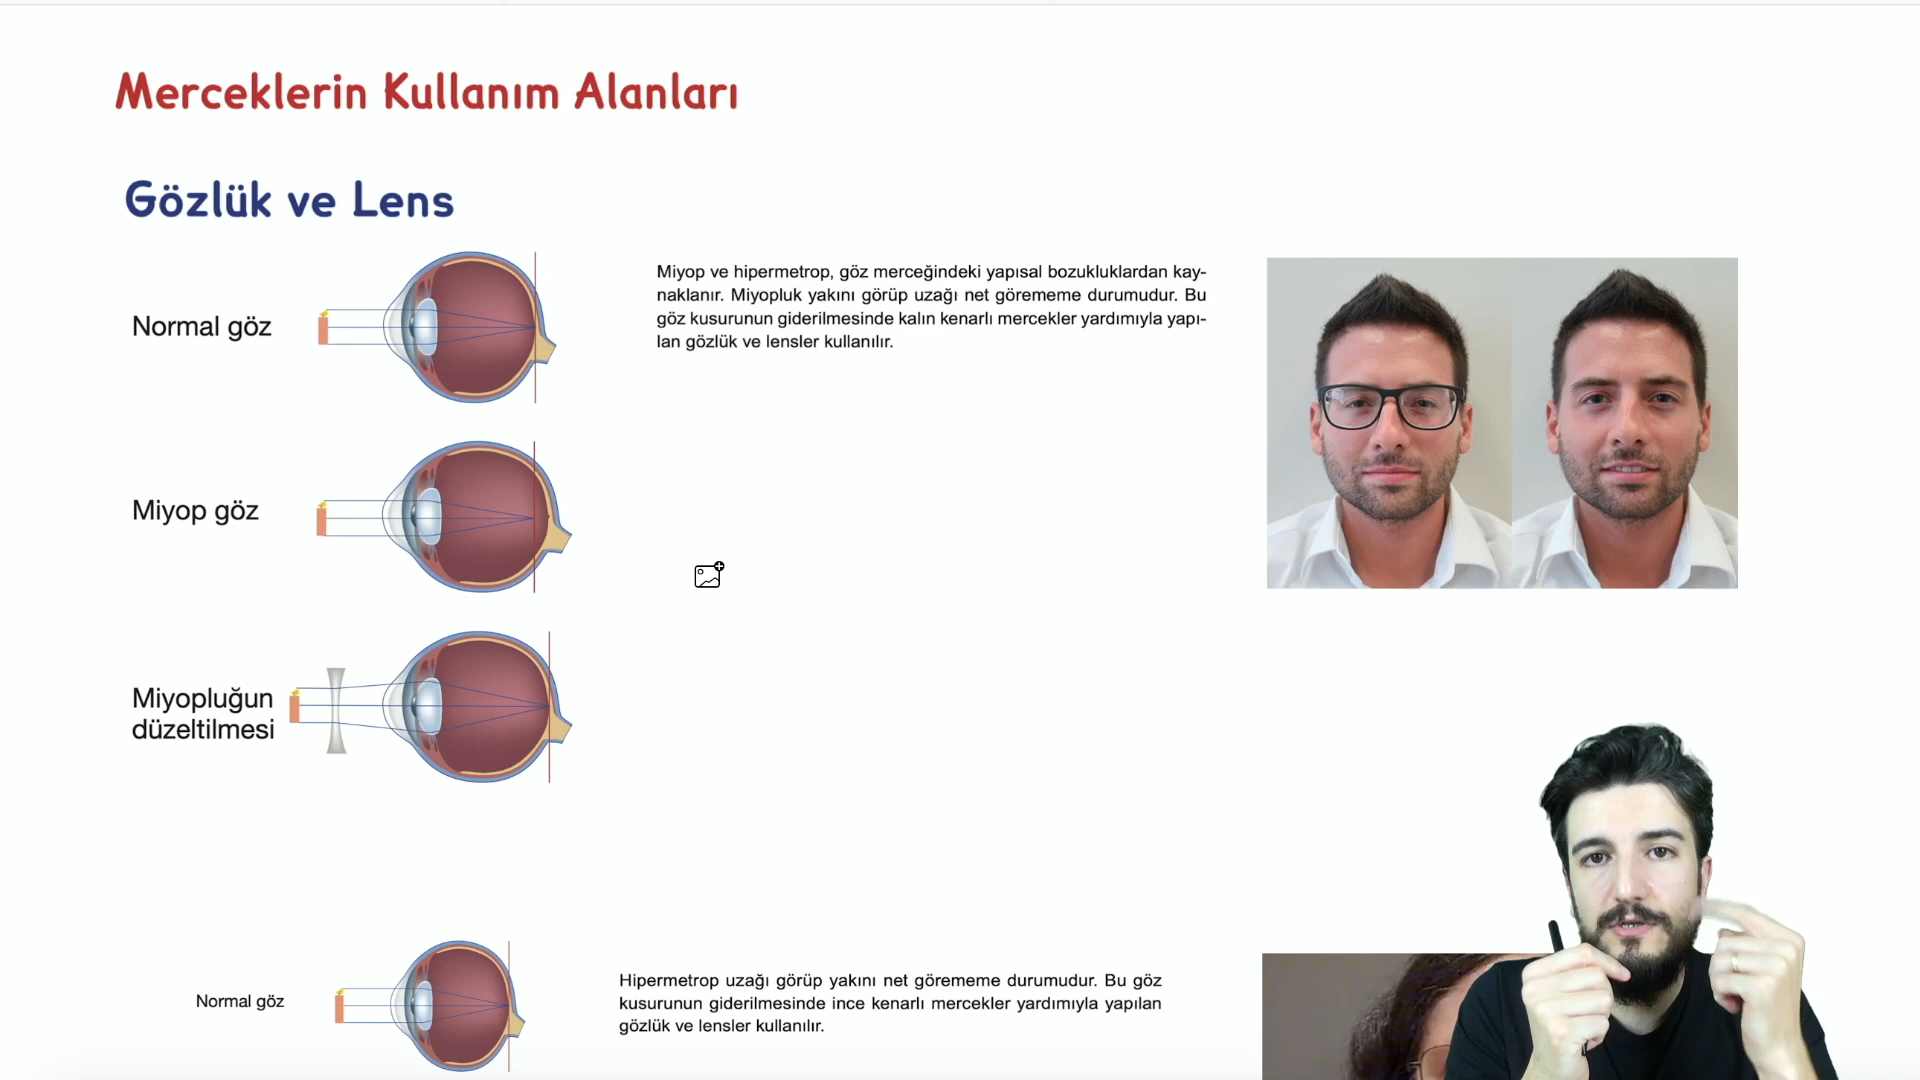 Merceklerin Kullanım Alanları
Gözlük ve Lens
Normal göz
Miyop ve hipermetrop, göz merceğindeki yapısal bozukluklardan kay-
naklanır. Miyopluk yakını görüp uzağı net görememe durumudur. Bu
göz kusurunun giderilmesinde kalın kenarlı mercekler yardımıyla yapı-
lan gözlük ve lensler kullanılır.
Miyop göz
Miyopluğun
düzeltilmesi
Normal göz
Hipermetrop uzağı görüp yakını net görememe durumudur. Bu göz
kusurunun giderilmesinde ince kenarlı mercekler yardımıyla yapılan
gözlük ve lensler kullanılır.